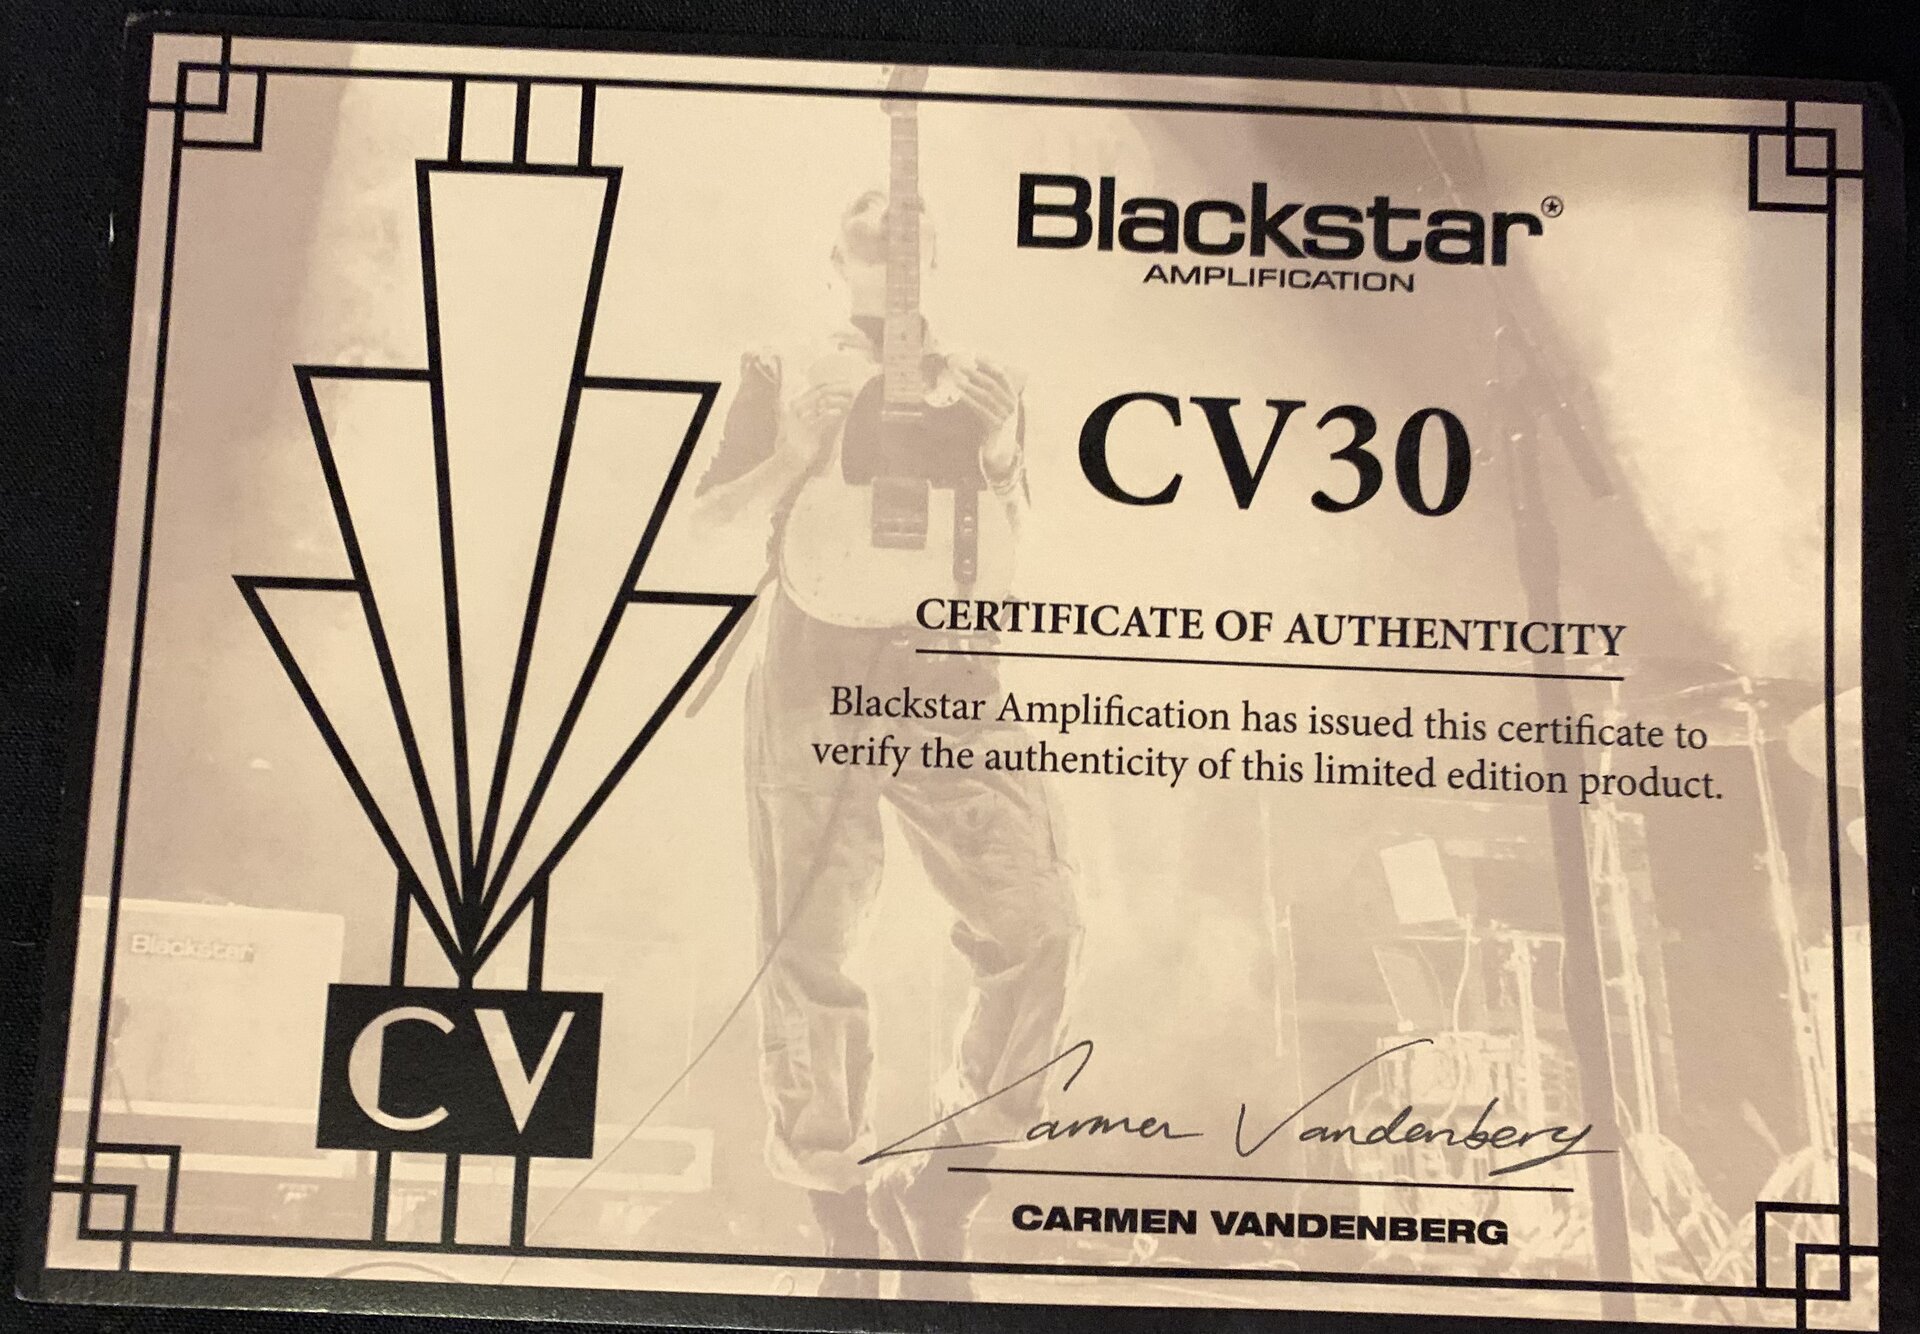 Blackstar®
AMPLIFICATION
CV30
CERTIFICATE OF AUTHENTICITY
Blackstar Amplification has issued this certificate to
verify the authenticity of this limited edition product.
Blackstar
CV
Carmen Vandenberg
CARMEN VANDENBERG